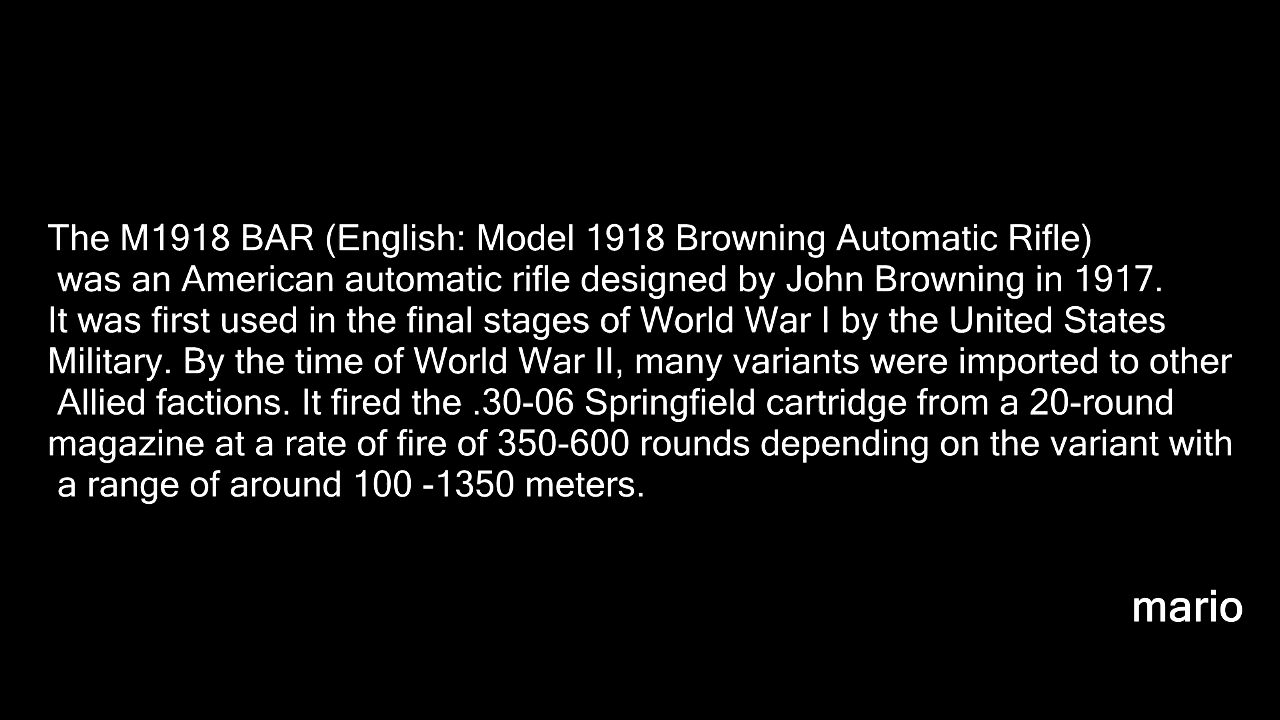 The M1918 BAR (English: Model 1918 Browning Automatic Rifle)
was an American automatic rifle designed by John Browning in 1917.
It was first used in the final stages of World War I by the United States
Military. By the time of World War II, many variants were imported to other
Allied factions. It fired the .30-06 Springfield cartridge from a 20-round
magazine at a rate of fire of 350-600 rounds depending on the variant with
a range of around 100 -1350 meters.
mario